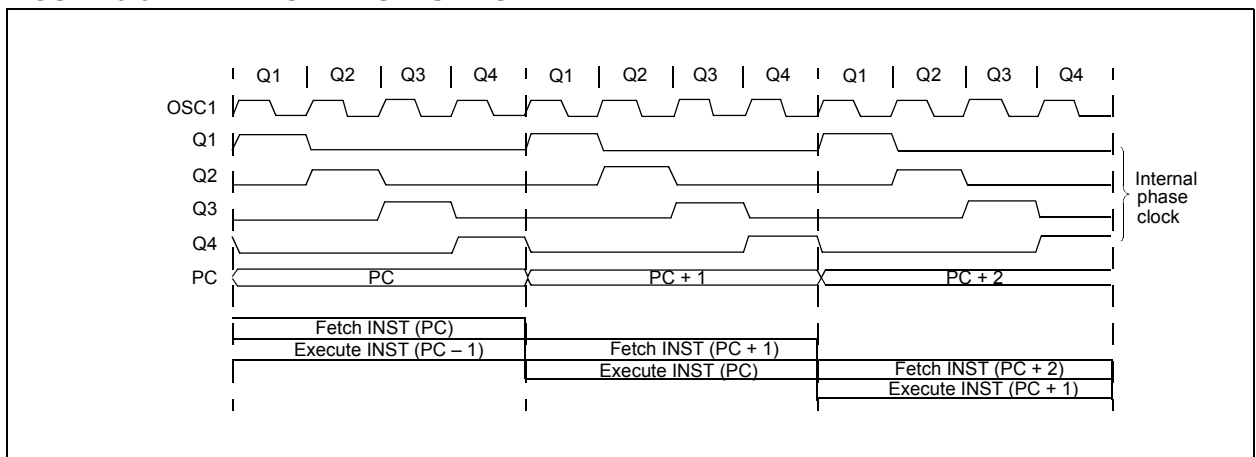 Q1 Q2 Q3 Q4 Q1 Q2 Q3 Q4 Q1 Q2 Q3 Q4
OSC1
Q1
Q2
Q3
Q4
Internal
phase
clock
PC PC PC + 1 PC + 2
Fetch INST (PC)
Execute INST (PC – 1) Fetch INST (PC + 1)
Execute INST (PC) Fetch INST (PC + 2)
Execute INST (PC + 1)